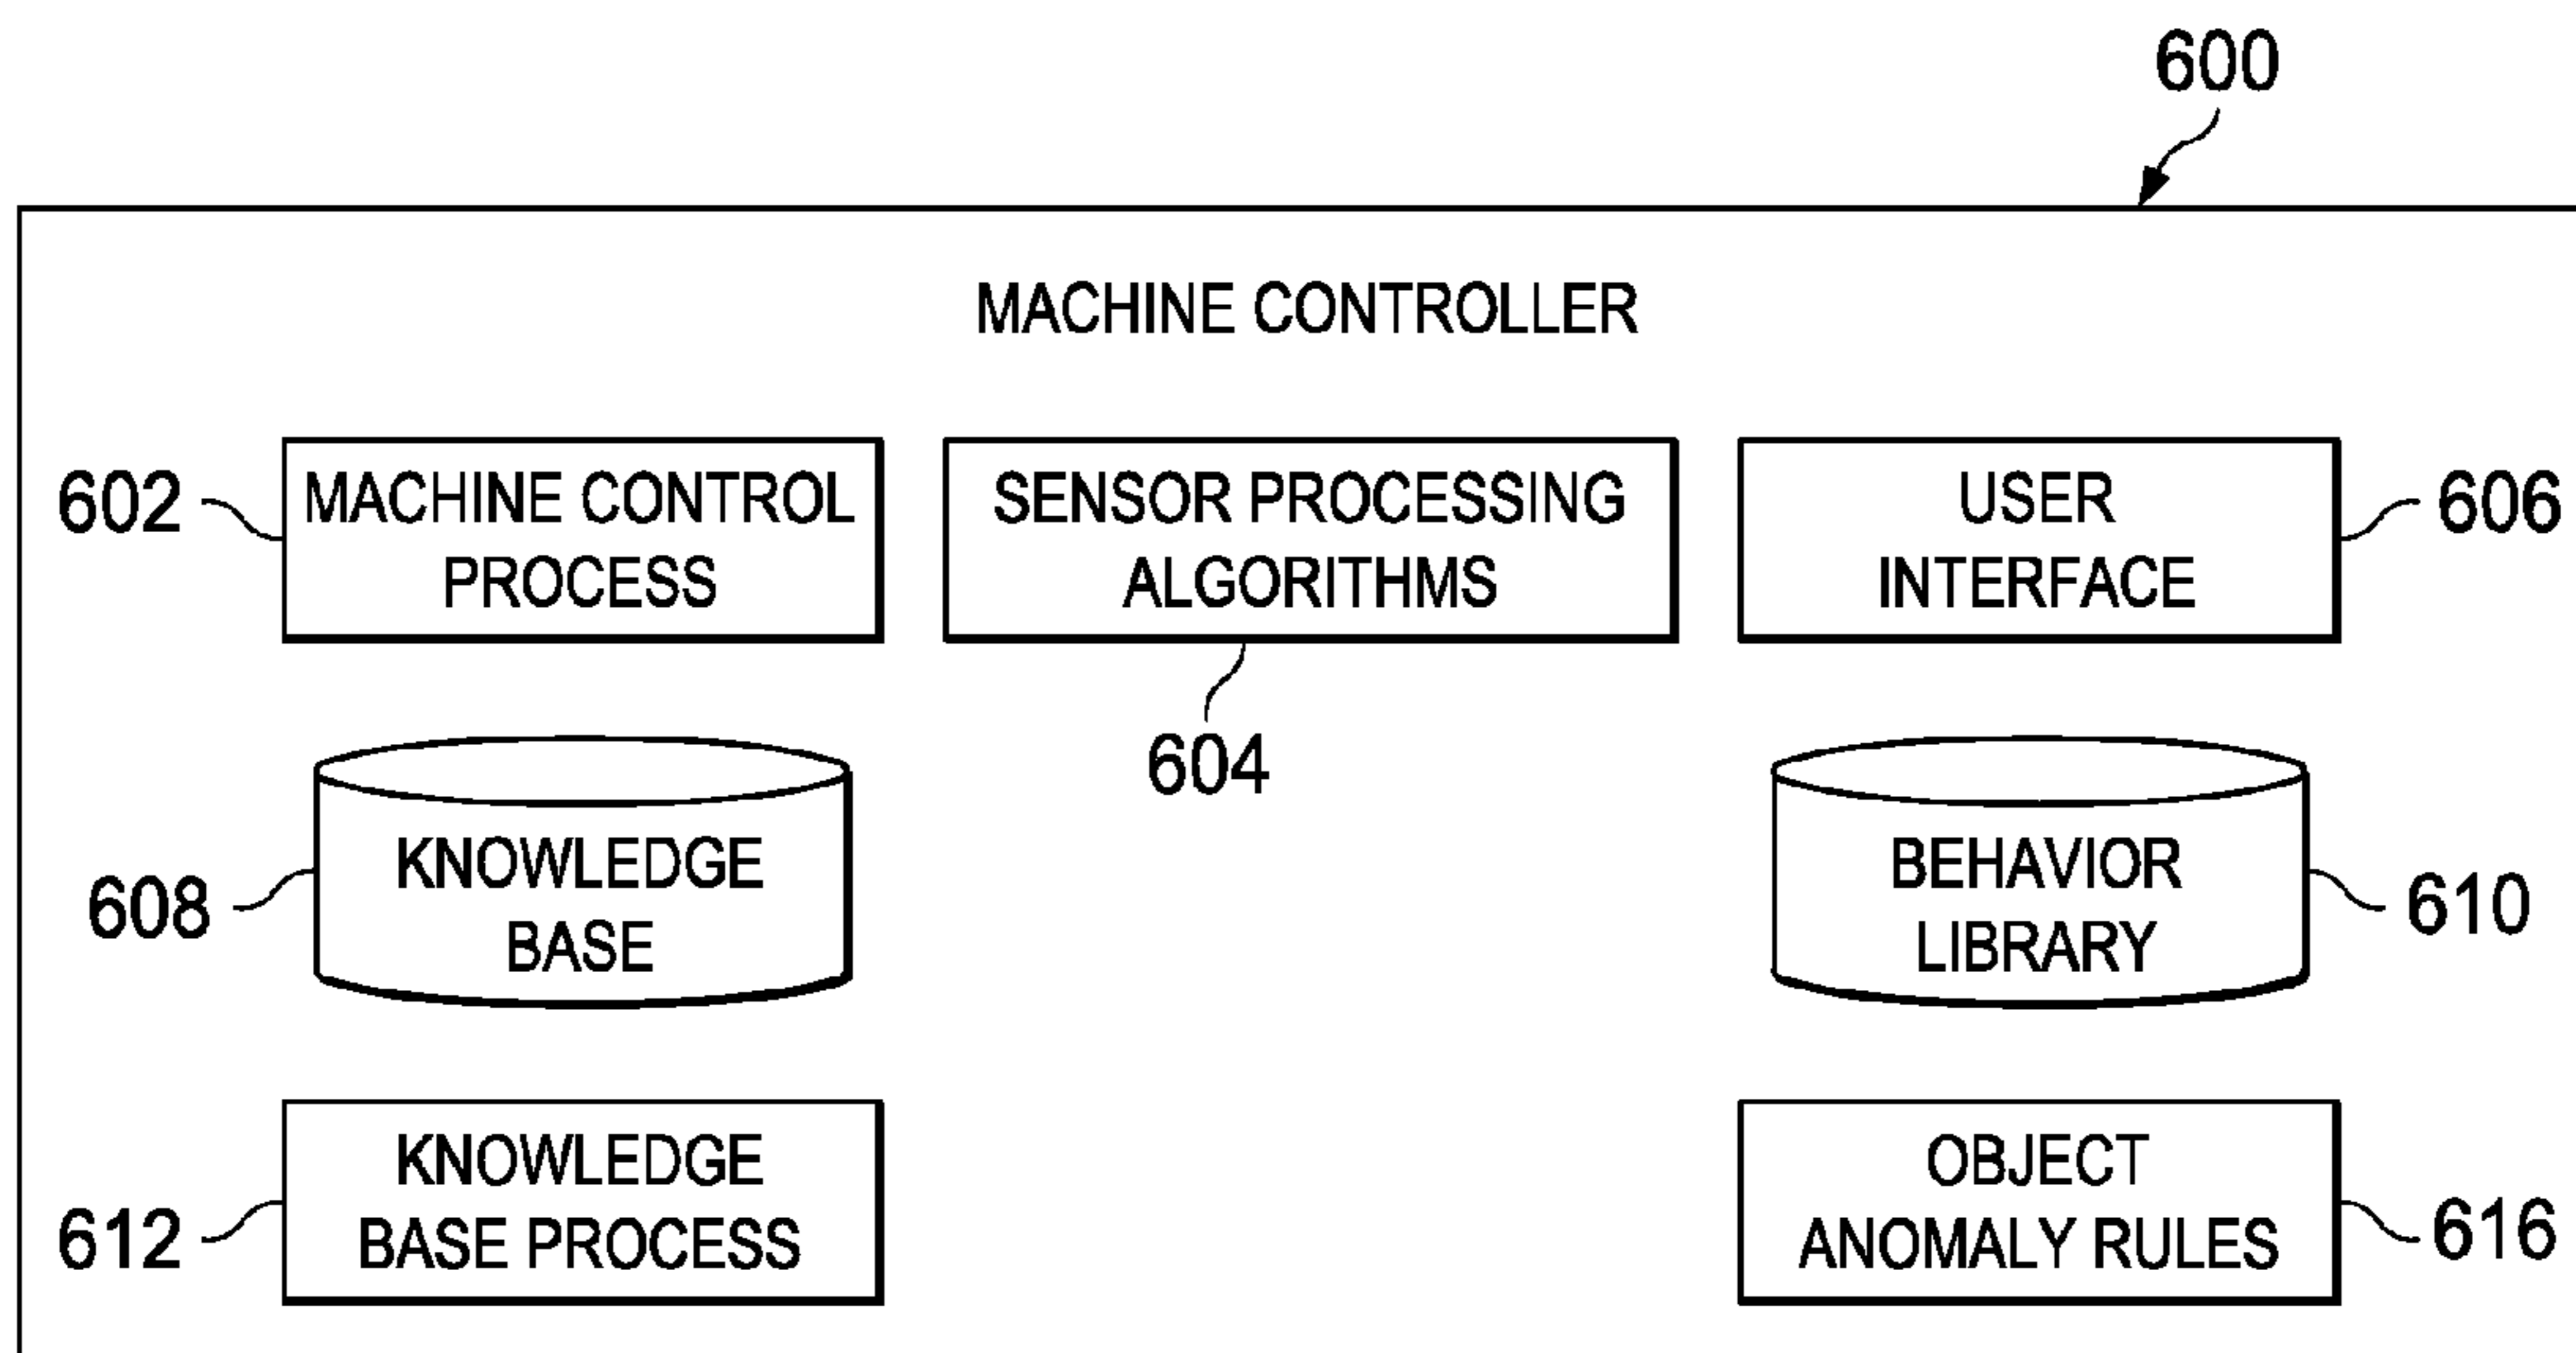 600
MACHINE CONTROLLER
602
MACHINE CONTROL
PROCESS
SENSOR PROCESSING
ALGORITHMS
604
USER
INTERFACE
606
608
KNOWLEDGE
BASE
BEHAVIOR
LIBRARY
610
612
KNOWLEDGE
BASE PROCESS
OBJECT
ANOMALY RULES
616